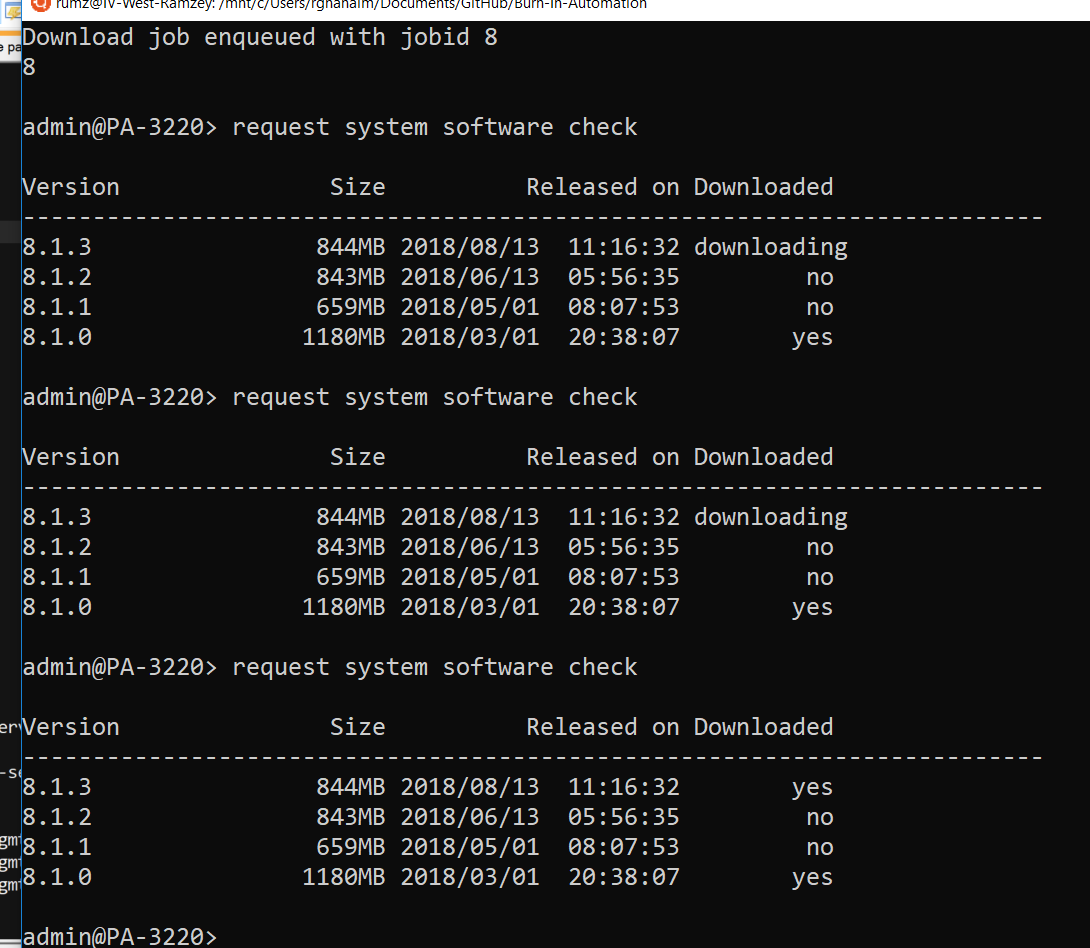 rumz@IV-West-Ramzey: /mnt/c/Users/rghanaim/Documents/GitHub/Burn-In-Automation
Download job enqueued with jobid 8
8
admin@PA-3220> request system software check
Version Size Released on Downloaded
--------------------------------------------------------------------------
8.1.3 844MB 2018/08/13 11:16:32 downloading
8.1.2 843MB 2018/06/13 05:56:35 no
8.1.1 659MB 2018/05/01 08:07:53 no
8.1.0 1180MB 2018/03/01 20:38:07 yes
admin@PA-3220> request system software check
Version Size Released on Downloaded
--------------------------------------------------------------------------
8.1.3 844MB 2018/08/13 11:16:32 downloading
8.1.2 843MB 2018/06/13 05:56:35 no
8.1.1 659MB 2018/05/01 08:07:53 no
8.1.0 1180MB 2018/03/01 20:38:07 yes
admin@PA-3220> request system software check
Version Size Released on Downloaded
--------------------------------------------------------------------------
8.1.3 844MB 2018/08/13 11:16:32 yes
8.1.2 843MB 2018/06/13 05:56:35 no
8.1.1 659MB 2018/05/01 08:07:53 no
8.1.0 1180MB 2018/03/01 20:38:07 yes
admin@PA-3220>